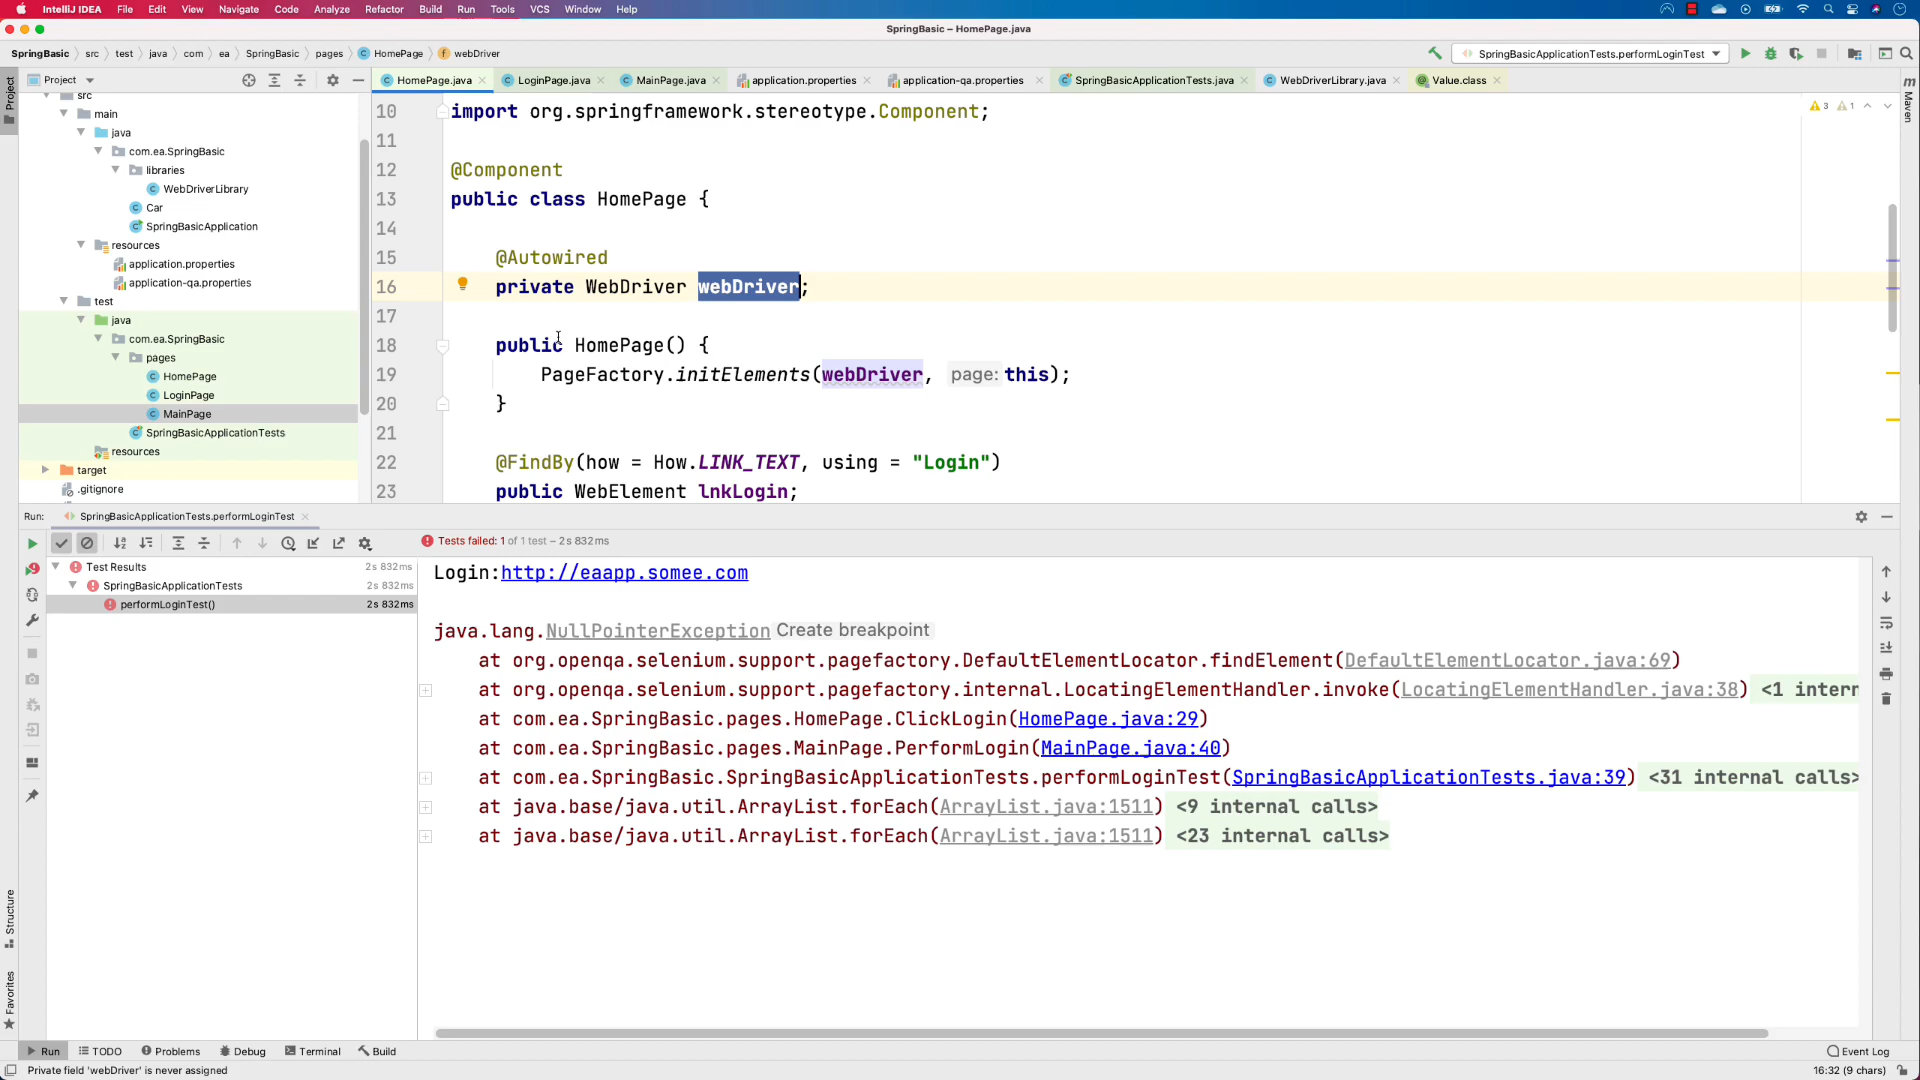 IntelliJ IDEA File Edit View Navigate Code Analyze Refactor Build Run Tools VCS Window Help
SpringBasic – HomePage.java
SpringBasic src test java com ea SpringBasic pages HomePage webDriver
SpringBasicApplicationTests.performLoginTest
Project
HomePage.java LoginPage.java MainPage.java application.properties application-qa.properties SpringBasicApplicationTests.java WebDriverLibrary.java Value.class
Project
Maven
src
main
java
com.ea.SpringBasic
libraries
WebDriverLibrary
Car
SpringBasicApplication
resources
application.properties
application-qa.properties
test
java
com.ea.SpringBasic
pages
HomePage
LoginPage
MainPage
SpringBasicApplicationTests
resources
target
.gitignore
3 1
10 import org.springframework.stereotype.Component;
11
12 @Component
13 public class HomePage {
14
15 @Autowired
16 private WebDriver webDriver;
17
18 public HomePage() {
19 PageFactory.initElements(webDriver, page: this);
20 }
21
22 @FindBy(how = How.LINK_TEXT, using = "Login")
23 public WebElement lnkLogin;
Run: SpringBasicApplicationTests.performLoginTest
Tests failed: 1 of 1 test – 2 s 832 ms
Test Results 2 s 832 ms
SpringBasicApplicationTests 2 s 832 ms
performLoginTest() 2 s 832 ms
Login:http://eaapp.somee.com
java.lang.NullPointerException Create breakpoint
at org.openqa.selenium.support.pagefactory.DefaultElementLocator.findElement(DefaultElementLocator.java:69)
at org.openqa.selenium.support.pagefactory.internal.LocatingElementHandler.invoke(LocatingElementHandler.java:38) <1 intern
at com.ea.SpringBasic.pages.HomePage.ClickLogin(HomePage.java:29)
at com.ea.SpringBasic.pages.MainPage.PerformLogin(MainPage.java:40)
at com.ea.SpringBasic.SpringBasicApplicationTests.performLoginTest(SpringBasicApplicationTests.java:39) <31 internal calls>
at java.base/java.util.ArrayList.forEach(ArrayList.java:1511) <9 internal calls>
at java.base/java.util.ArrayList.forEach(ArrayList.java:1511) <23 internal calls>
Structure
Favorites
Run TODO Problems Debug Terminal Build Event Log
Private field 'webDriver' is never assigned 16:32 (9 chars)